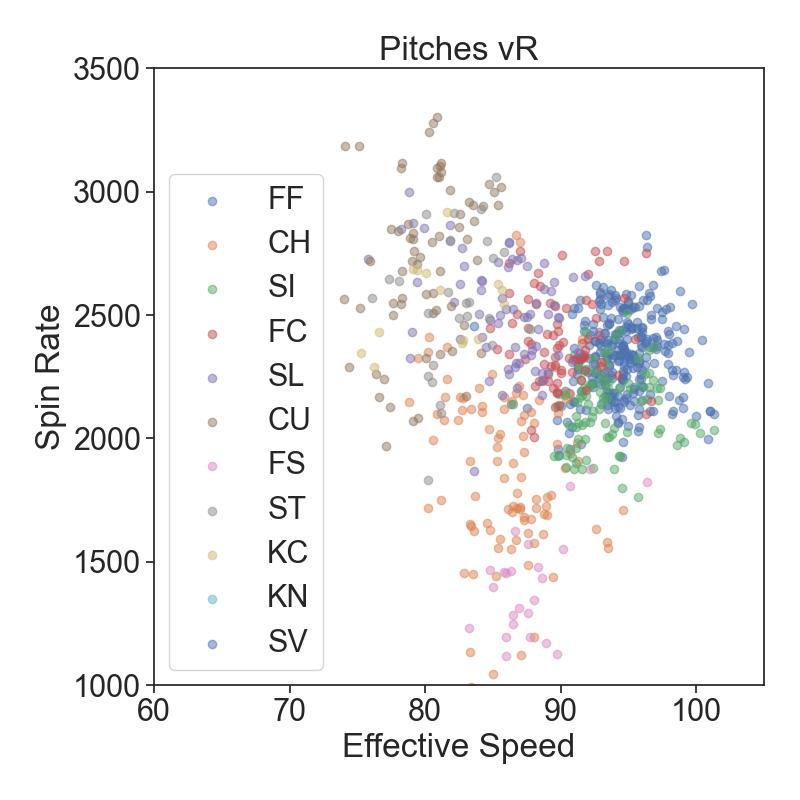 Pitches vR
3500
3000
2500
2000
1500
1000
Spin Rate
FF
CH
SI
FC
SL
CU
FS
ST
KC
KN
SV
60 70 80 90 100
Effective Speed